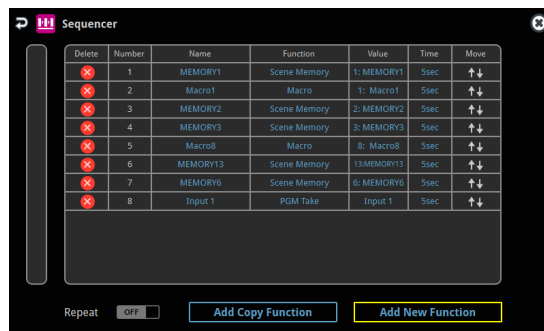 Sequencer
Delete Number Name Function Value Time Move
1 MEMORY1 Scene Memory 1: MEMORY1 5sec
2 Macro1 Macro 1: Macro1 5sec
3 MEMORY2 Scene Memory 2: MEMORY2 5sec
4 MEMORY3 Scene Memory 3: MEMORY3 5sec
5 Macro8 Macro 8: Macro8 5sec
6 MEMORY13 Scene Memory 13:MEMORY13 5sec
7 MEMORY6 Scene Memory 6: MEMORY6 5sec
8 Input 1 PGM Take Input 1 5sec
Repeat OFF Add Copy Function Add New Function